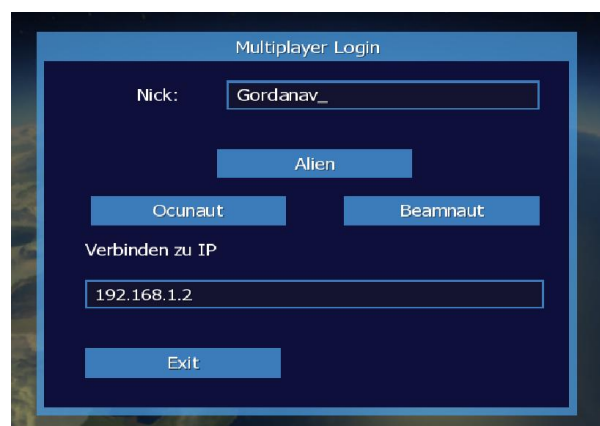 Multiplayer Login
Nick: Gordanav_
Alien
Ocunaut Beamnaut
Verbinden zu IP
192.168.1.2
Exit